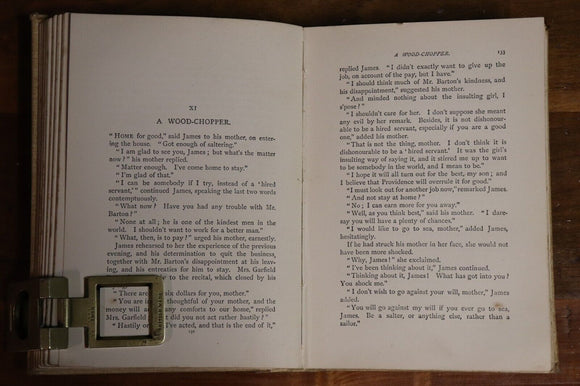 XI
A WOOD-CHOPPER.
"HOME for good," said James to his mother, on enter-
ing the house. "Got enough of saltering."
"I am glad to see you, James; but what's the matter
now?" his mother replied.
"Matter enough. I've come home to stay."
"I'm glad of that."
"I can be somebody if I try, instead of a 'hired
servant,'" continued James, speaking the last two words
contemptuously.
"What now? Have you had any trouble with Mr.
Barton?"
"None at all; he is one of the kindest men in the
world. I shouldn't want to work for a better man."
"What, then, is to pay?" urged his mother, earnestly.
James rehearsed to her the experience of the previous
evening, and his determination to quit the business,
together with Mr. Barton's disappointment at his leav-
ing, and his entreaties for him to stay. Mrs. Garfield
to the recital, which closed by
"There are six dollars for you, mother."
"You are thoughtful of your mother, and the
money will add comforts to our home," replied
Mrs. Garfield did you not act rather hastily?"
"Hastily or I've acted, and that is the end of it,"
132
A WOOD-CHOPPER. 133
replied James. "I didn't exactly want to give up the
job, on account of the pay, but I have."
"I should think much of Mr. Barton's kindness, and
his disappointment," suggested his mother.
"And minded nothing about the insulting girl, I
s'pose?"
"I shouldn't care for her. I don't suppose she meant
any evil by her remark. Besides, it is not dishonour-
able to be a hired servant, especially if you are a good
one," added his mother.
"That is not the thing, mother. I don't think it is
dishonourable to be a 'hired servant.' It was the girl's
insulting way of saying it, and it stirred me up to want
to be somebody in the world, and I mean to be."
"I hope it will all turn out for the best, my son; and
I believe that Providence will overrule it for good."
"I must look out for another job now," remarked James.
"And not stay at home?"
"No; I can earn more for you away."
"Well, as you think best," said his mother. "I dare-
say you will have a plenty of chances."
"I would like to go to sea, mother," added James,
hesitatingly.
If he had struck his mother in her face, she would not
have been more shocked.
"Why, James!" she exclaimed.
"I've been thinking about it," James continued.
"Thinking about it, James! What has got into you?
You shock me."
"I don't wish to go against your will, mother," James
added.
"You will go against my will if you ever go to sea,
James. Be a salter, or anything else, rather than a
sailor."